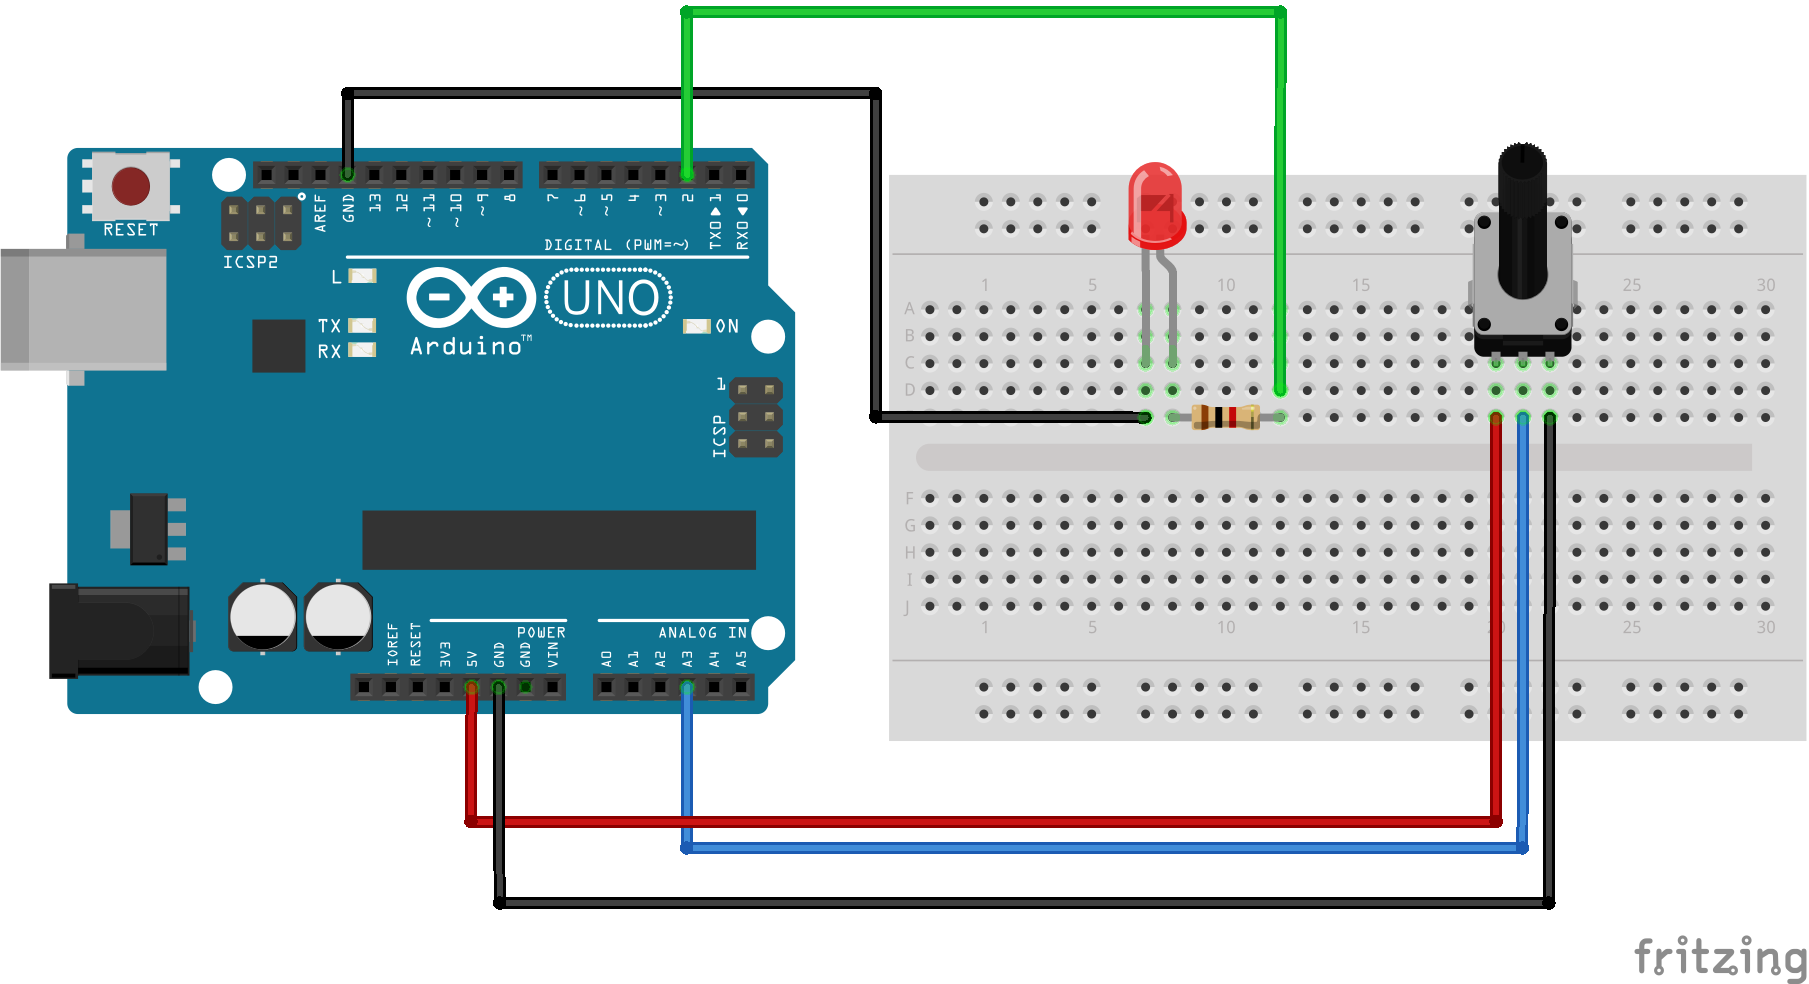 RESET
ICSP2
AREF
GND
13
12
~11
~10
~9
8
7
~6
~5
4
~3
2
TX0▶1
RX0◀0
DIGITAL (PWM=~)
L
TX
RX
UNO
Arduino™
ON
1
ICSP
IOREF
RESET
3V3
5V
GND
GND
VIN
POWER
ANALOG IN
A0
A1
A2
A3
A4
A5
1 5 10 15 25 30
A
B
C
D
F
G
H
I
J
1 5 10 15 20 25 30
fritzing